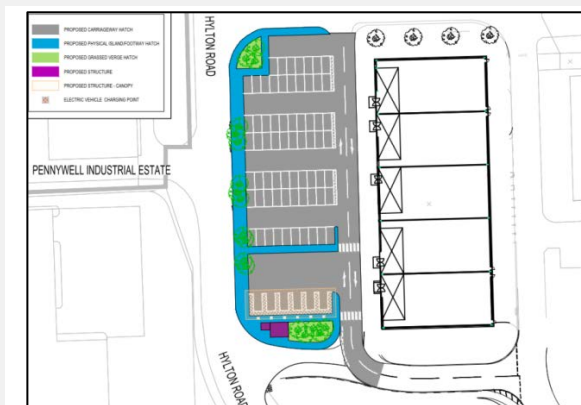 PROPOSED CARRIAGEWAY HATCH
PROPOSED PHYSICAL ISLAND/FOOTWAY HATCH
PROPOSED GRASSED VERGE HATCH
PROPOSED STRUCTURE
PROPOSED STRUCTURE - CANOPY
ELECTRIC VEHICLE CHARGING POINT
HYLTON ROAD
PENNYWELL INDUSTRIAL ESTATE
HYLTON ROAD